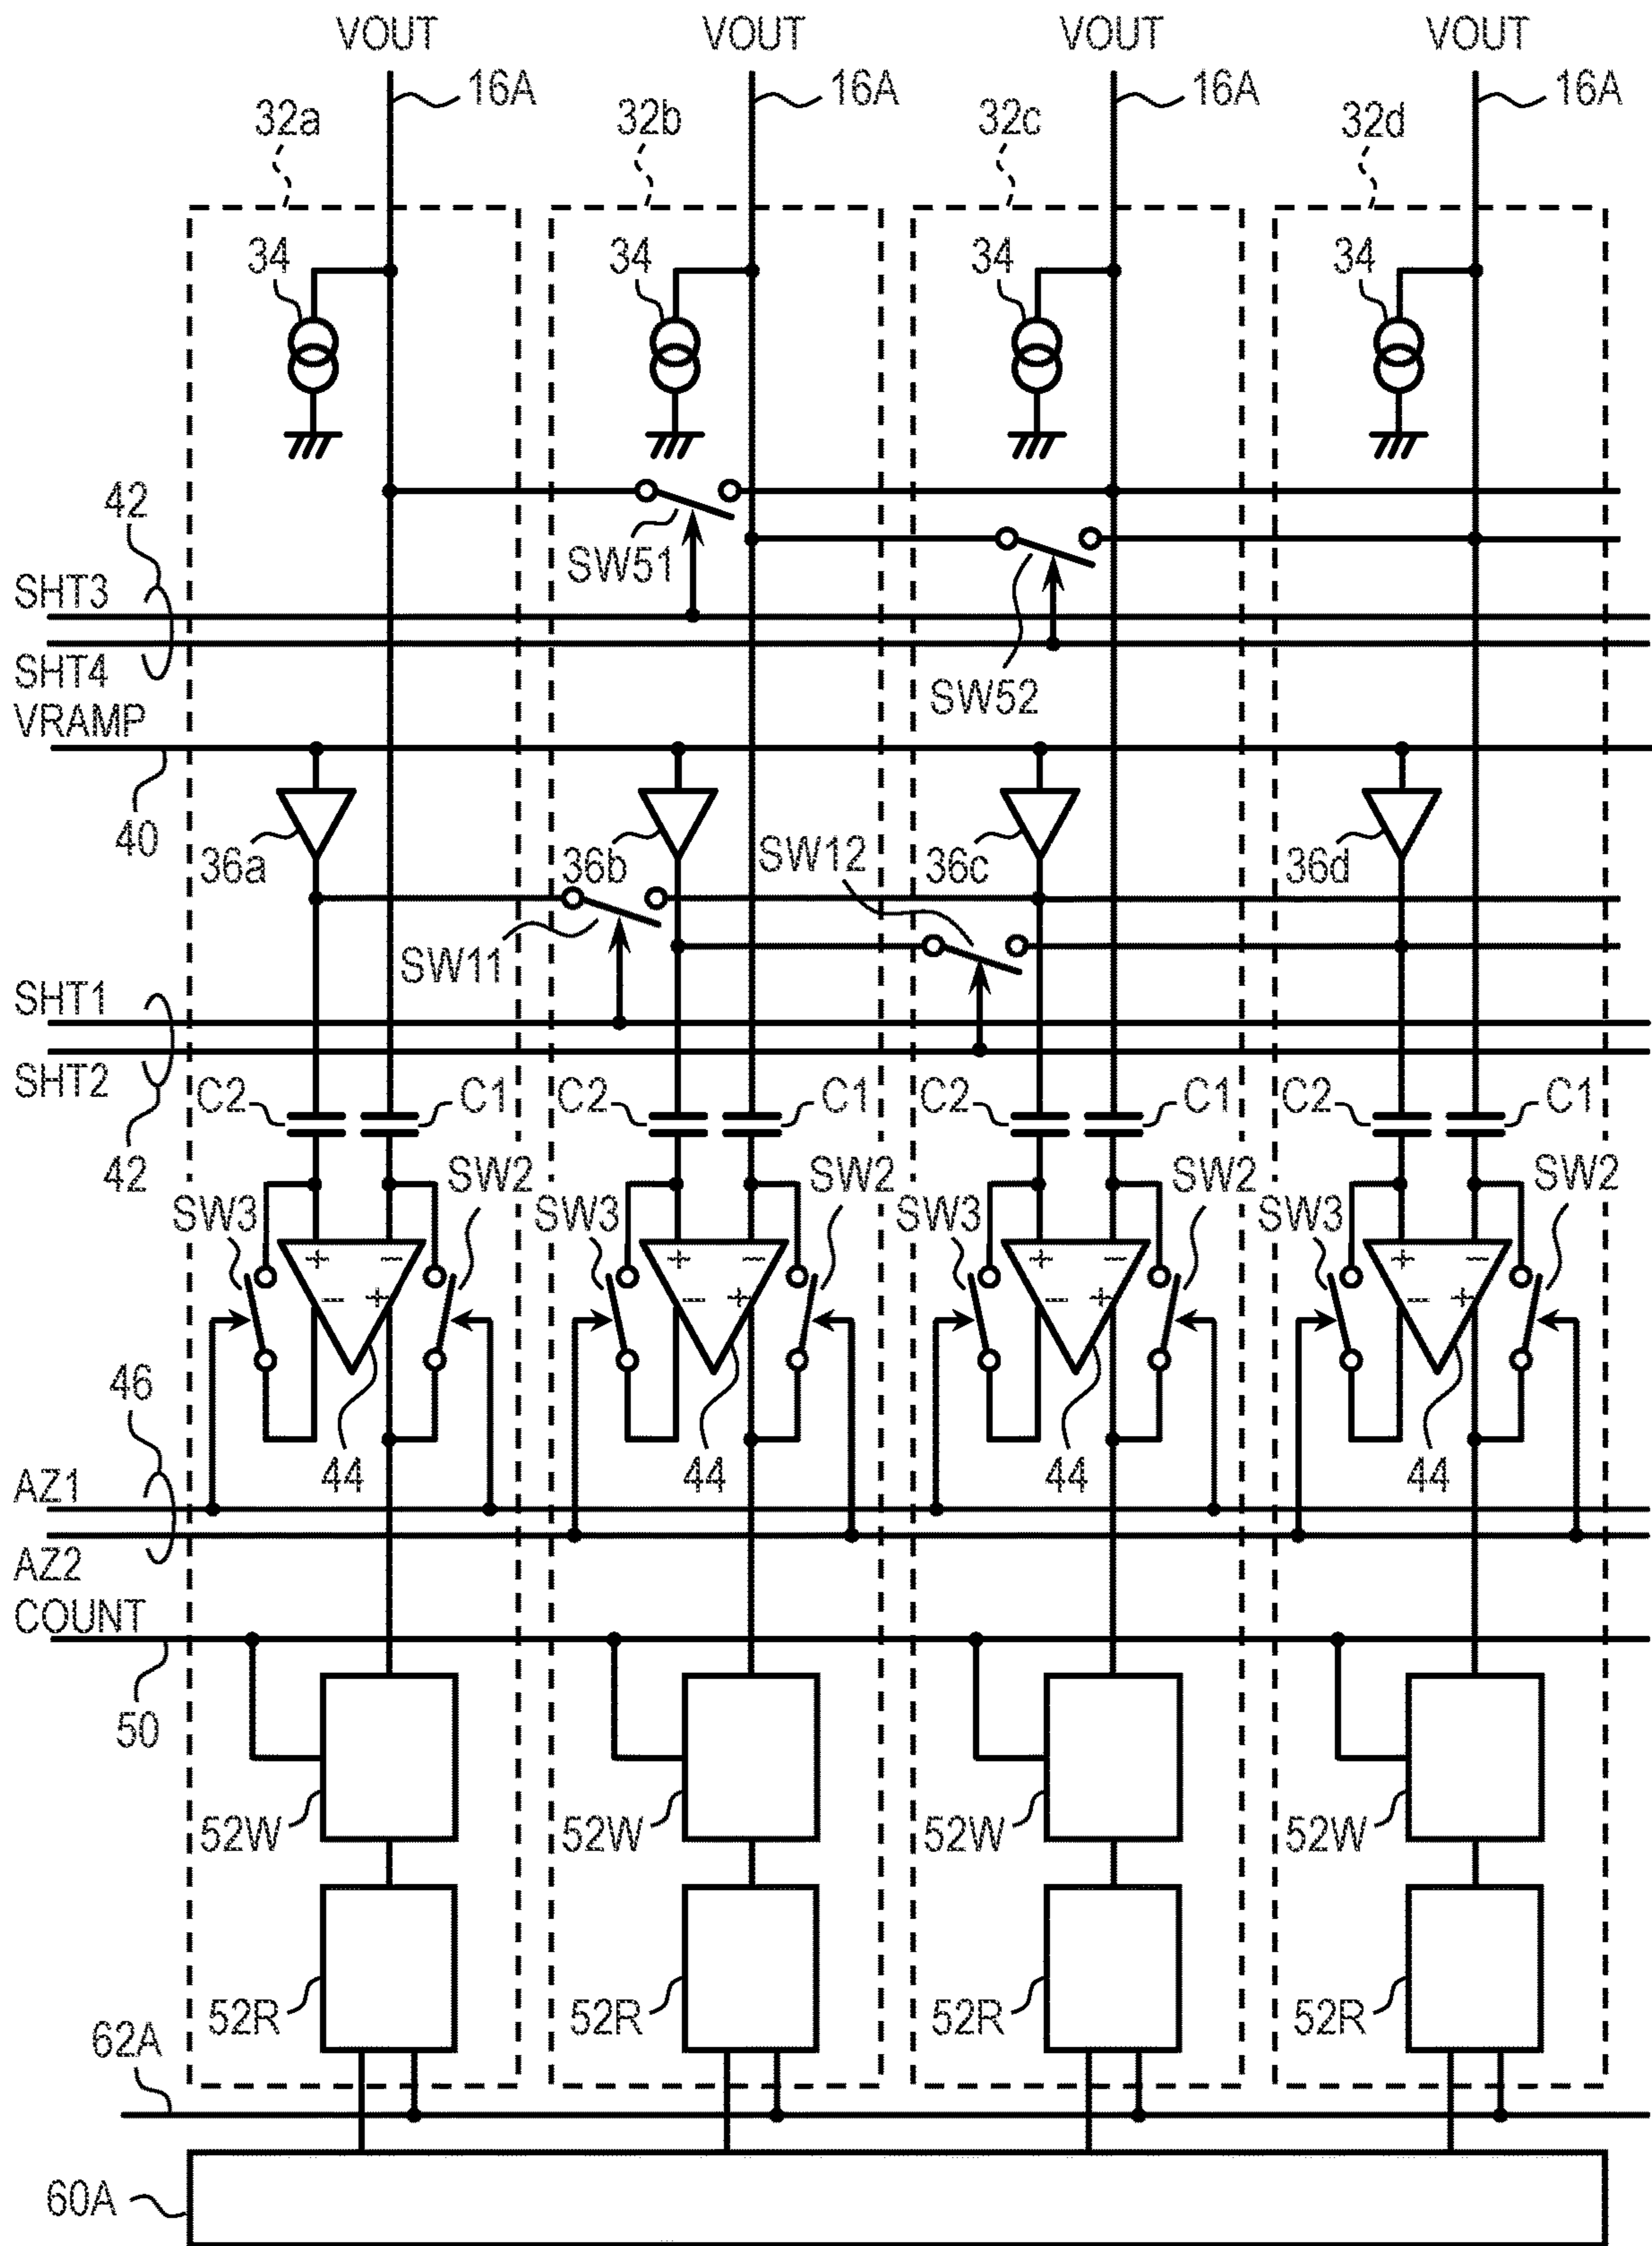 VOUT VOUT VOUT VOUT
16A 16A 16A 16A
32a 32b 32c 32d
34 34 34 34
42
SW51
SHT3
SHT4
SW52
VRAMP
40
36a 36b SW12 36c 36d
SW11
SHT1
SHT2
C2 C1 C2 C1 C2 C1 C2 C1
42
SW3 SW2 SW3 SW2 SW3 SW2 SW3 SW2
+ − + − + − + −
− + − + − + − +
46
44 44 44 44
AZ1
AZ2
COUNT
50
52W 52W 52W 52W
52R 52R 52R 52R
62A
60A